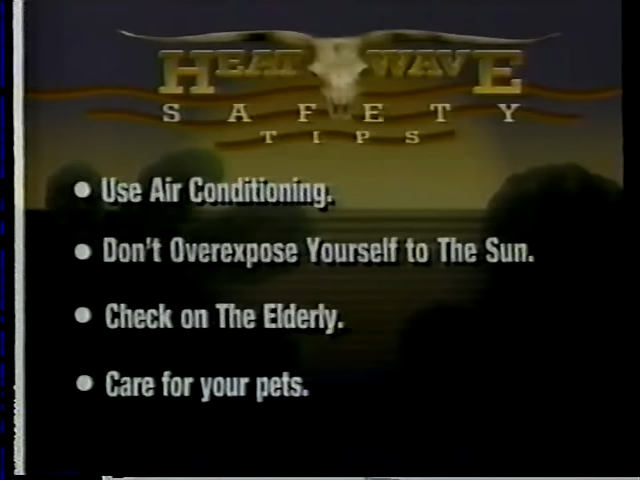 HEAT WAVE
SAFETY
TIPS
• Use Air Conditioning.
• Don't Overexpose Yourself to The Sun.
• Check on The Elderly.
• Care for your pets.